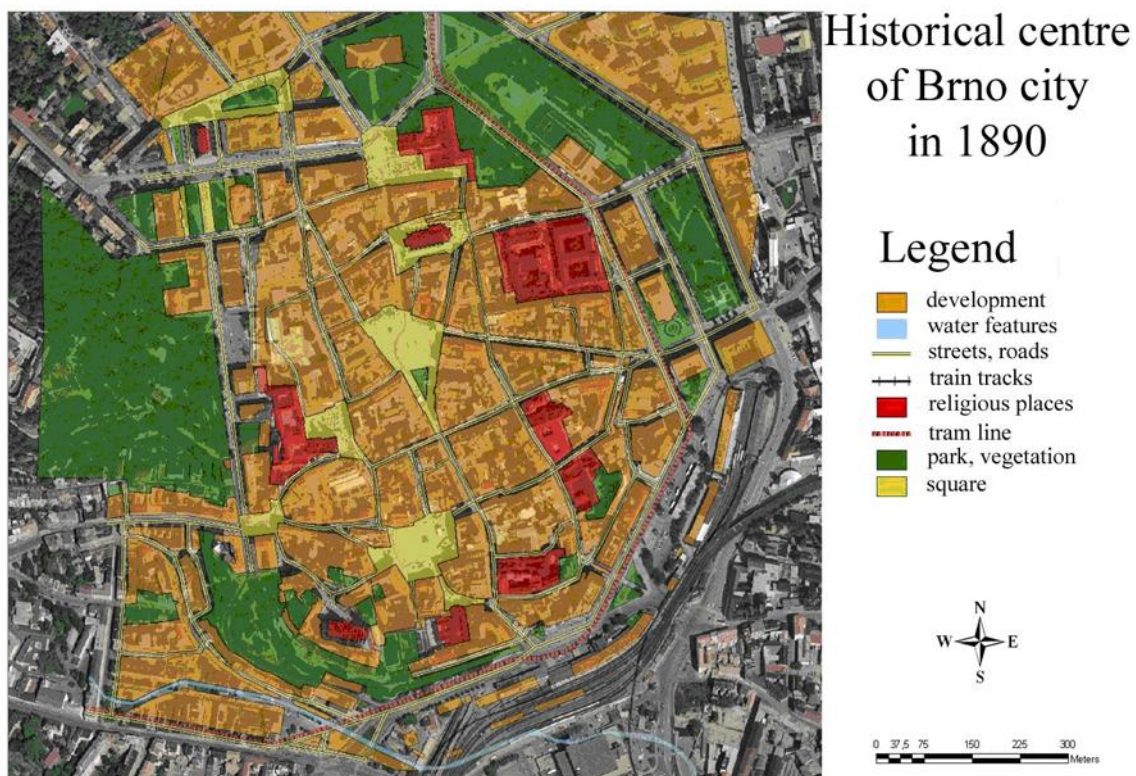 Historical centre
of Brno city
in 1890
Legend
development
water features
streets, roads
train tracks
religious places
tram line
park, vegetation
square
N
W E
S
0 37,5 75 150 225 300
Meters